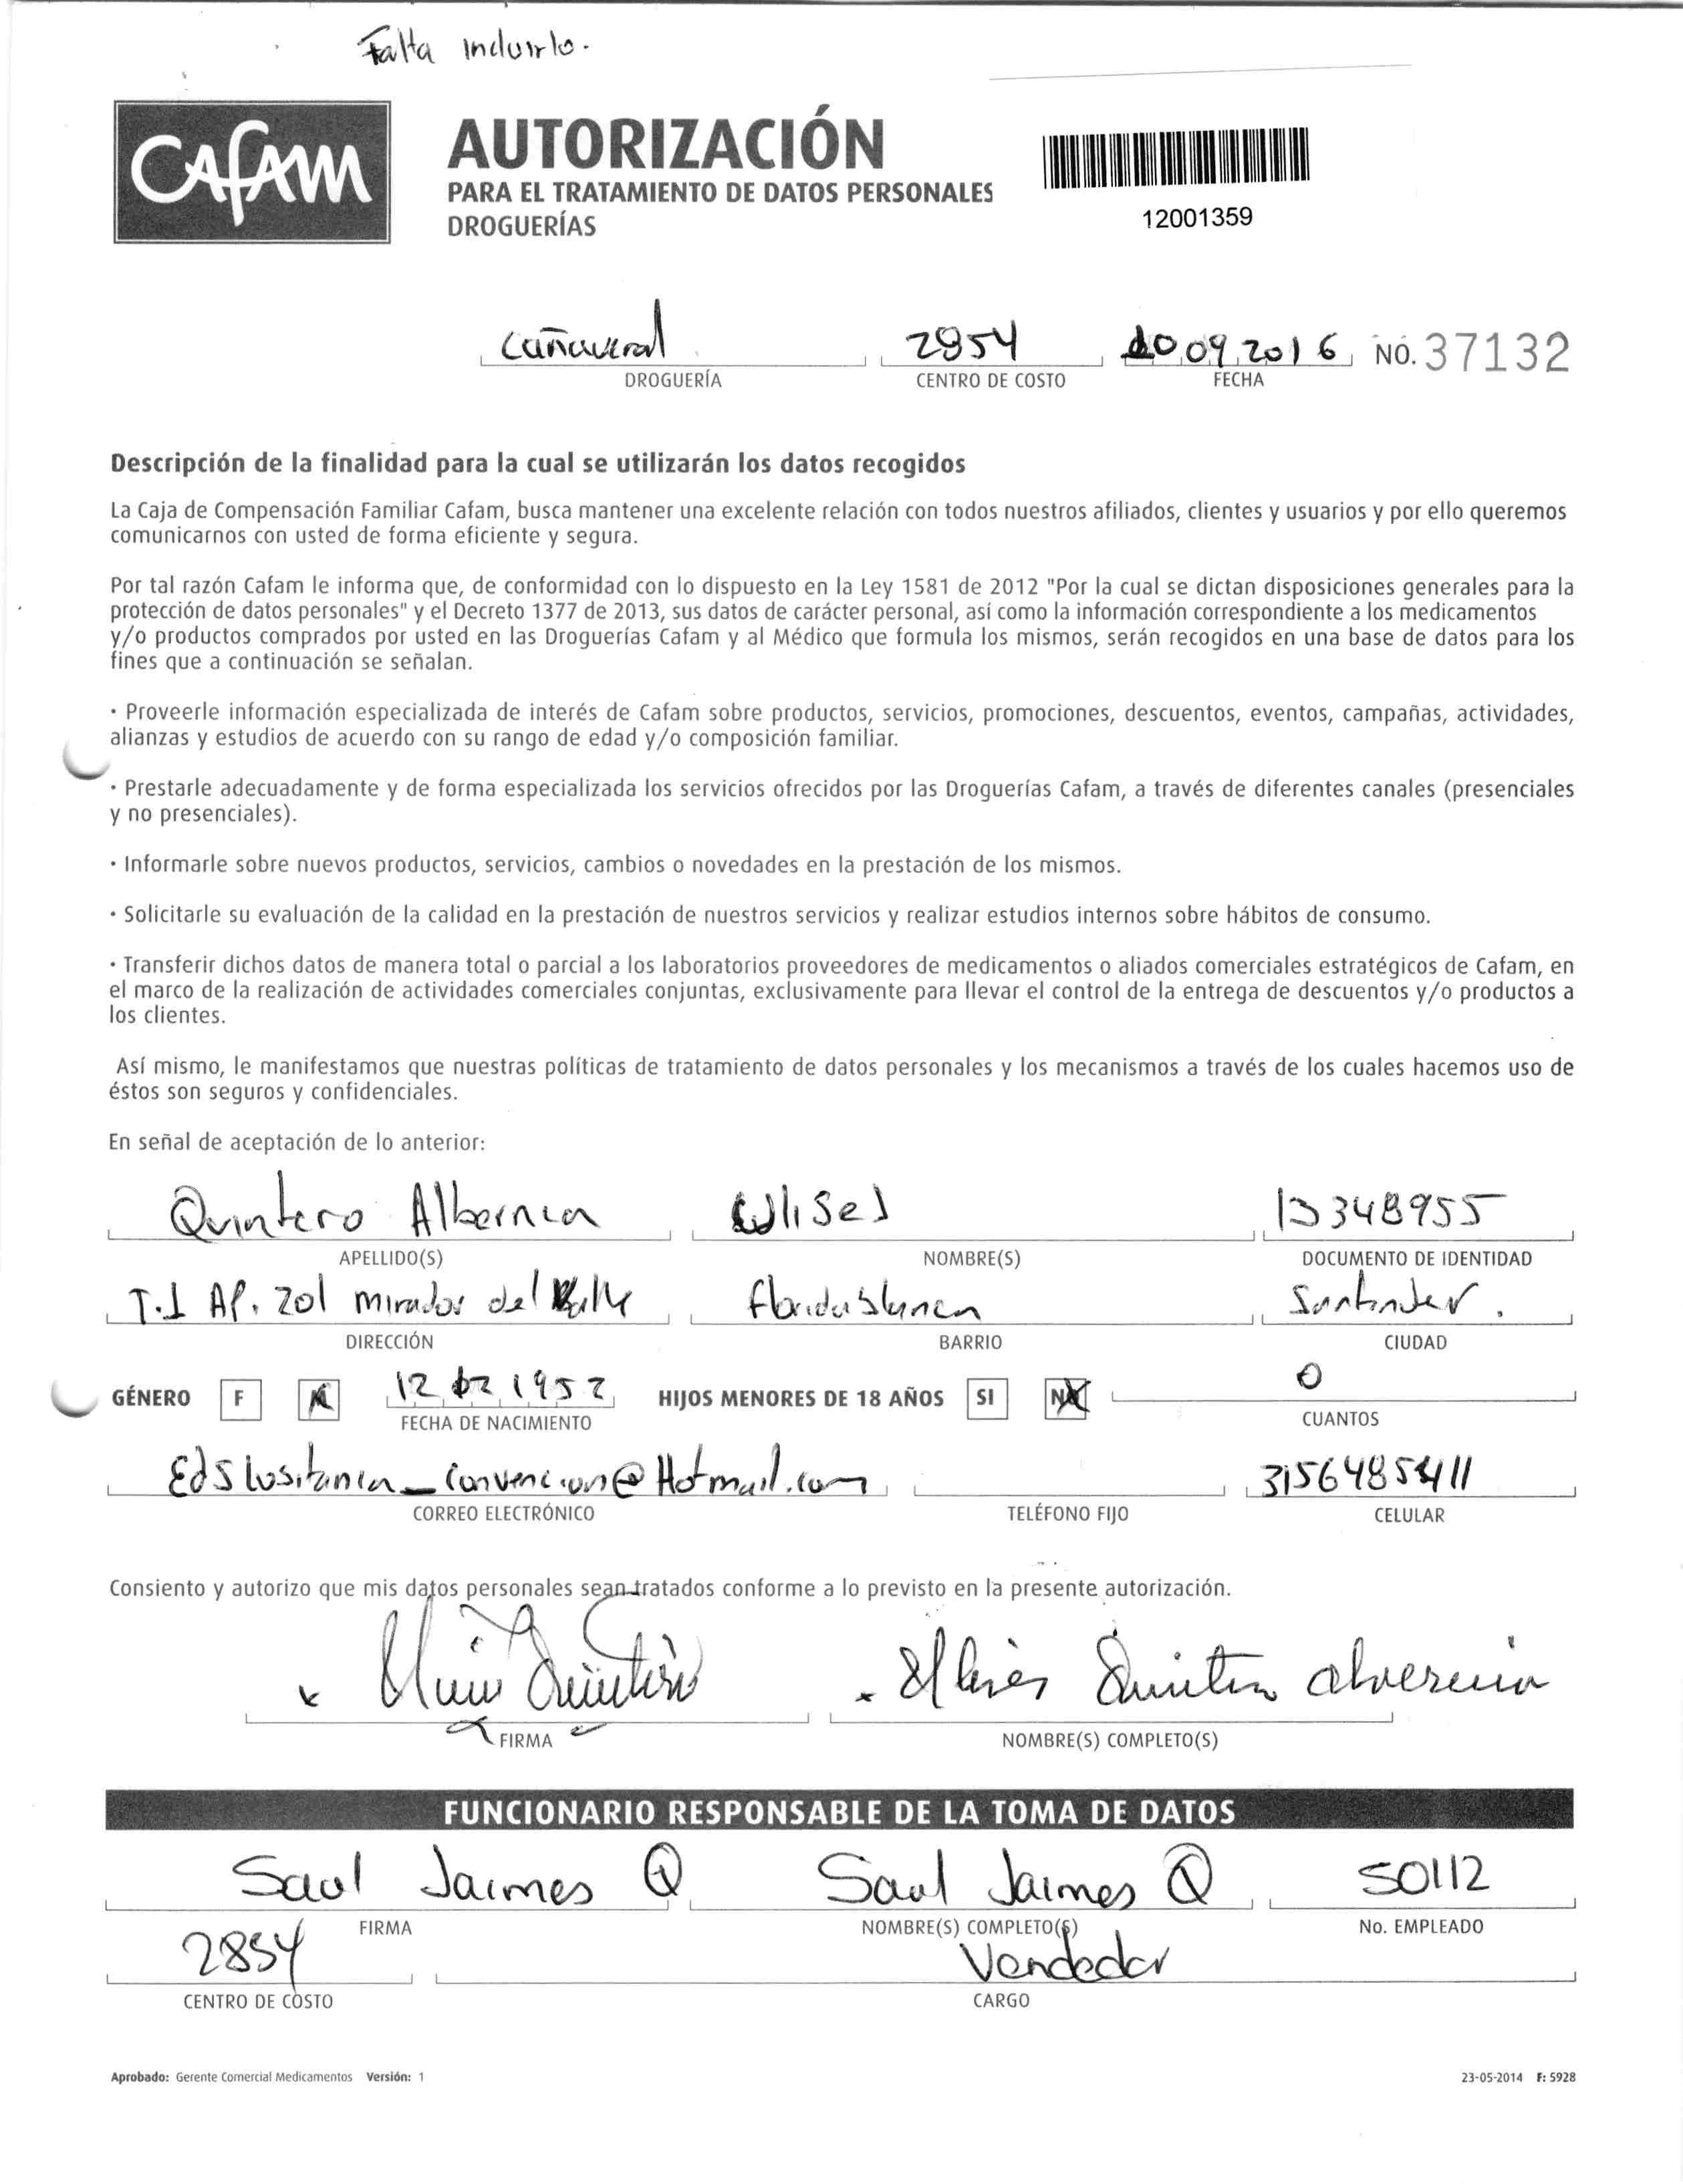 Falta incluirlo.
CAfAM
AUTORIZACIÓN
PARA EL TRATAMIENTO DE DATOS PERSONALES
DROGUERÍAS
12001359
Cañaveral 2854 10 09 2016 NO. 37132
DROGUERÍA CENTRO DE COSTO FECHA
Descripción de la finalidad para la cual se utilizarán los datos recogidos
La Caja de Compensación Familiar Cafam, busca mantener una excelente relación con todos nuestros afiliados, clientes y usuarios y por ello queremos
comunicarnos con usted de forma eficiente y segura.
Por tal razón Cafam le informa que, de conformidad con lo dispuesto en la Ley 1581 de 2012 "Por la cual se dictan disposiciones generales para la
protección de datos personales" y el Decreto 1377 de 2013, sus datos de carácter personal, así como la información correspondiente a los medicamentos
y/o productos comprados por usted en las Droguerías Cafam y al Médico que formula los mismos, serán recogidos en una base de datos para los
fines que a continuación se señalan.
· Proveerle información especializada de interés de Cafam sobre productos, servicios, promociones, descuentos, eventos, campañas, actividades,
alianzas y estudios de acuerdo con su rango de edad y/o composición familiar.
· Prestarle adecuadamente y de forma especializada los servicios ofrecidos por las Droguerías Cafam, a través de diferentes canales (presenciales
y no presenciales).
· Informarle sobre nuevos productos, servicios, cambios o novedades en la prestación de los mismos.
· Solicitarle su evaluación de la calidad en la prestación de nuestros servicios y realizar estudios internos sobre hábitos de consumo.
· Transferir dichos datos de manera total o parcial a los laboratorios proveedores de medicamentos o aliados comerciales estratégicos de Cafam, en
el marco de la realización de actividades comerciales conjuntas, exclusivamente para llevar el control de la entrega de descuentos y/o productos a
los clientes.
Así mismo, le manifestamos que nuestras políticas de tratamiento de datos personales y los mecanismos a través de los cuales hacemos uso de
éstos son seguros y confidenciales.
En señal de aceptación de lo anterior:
Quintero Albernia 13348955
APELLIDO(S) NOMBRE(S) DOCUMENTO DE IDENTIDAD
T.1 Ap. 201 Mirador del Valle Floridablanca Santander.
DIRECCIÓN BARRIO CIUDAD
GÉNERO F M 12 02 1952 HIJOS MENORES DE 18 AÑOS SI NO 0
FECHA DE NACIMIENTO CUANTOS
EdSlusitania_Convencion@Hotmail.com 3156485411
CORREO ELECTRÓNICO TELÉFONO FIJO CELULAR
Consiento y autorizo que mis datos personales sean tratados conforme a lo previsto en la presente autorización.
Quintero
FIRMA NOMBRE(S) COMPLETO(S)
FUNCIONARIO RESPONSABLE DE LA TOMA DE DATOS
Saul Jaimes Q Saul Jaimes Q 50112
FIRMA NOMBRE(S) COMPLETO(S) No. EMPLEADO
2854 Vendedor
CENTRO DE COSTO CARGO
Aprobado: Gerente Comercial Medicamentos Versión: 1 23-05-2014 F: 5928